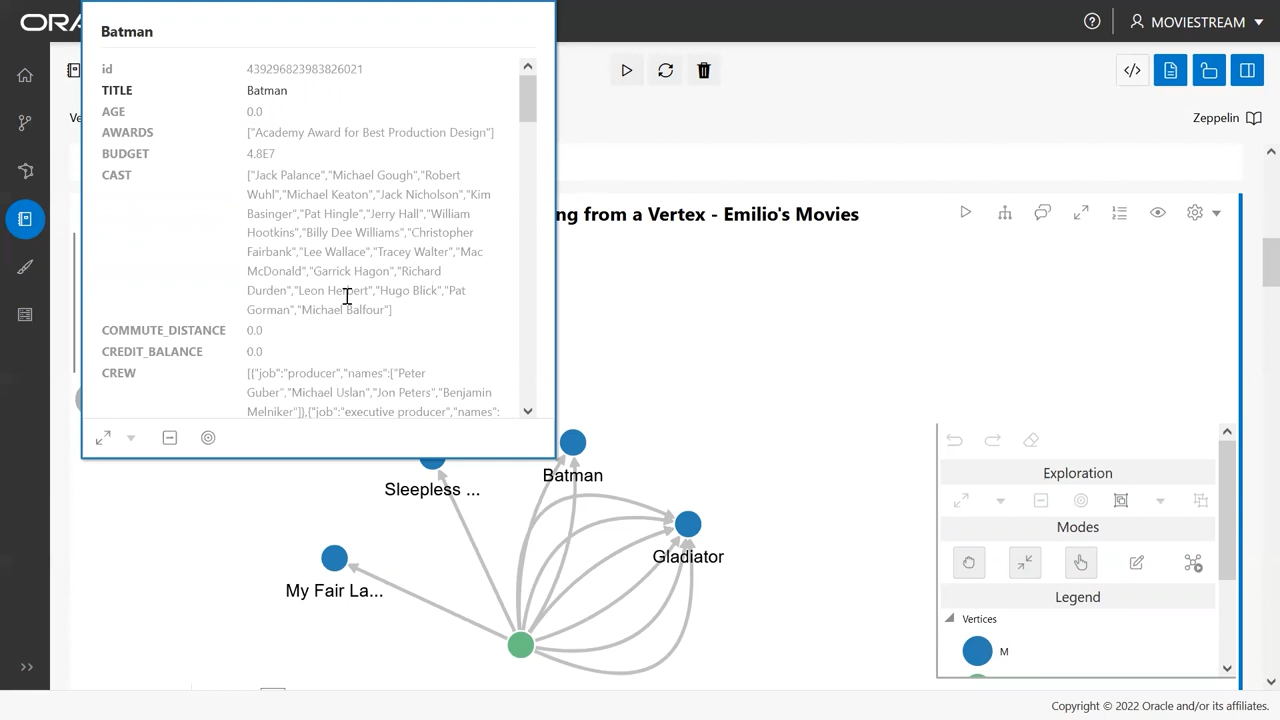 ORA
MOVIESTREAM
Batman
id 439296823983826021
TITLE Batman
AGE 0.0
AWARDS ["Academy Award for Best Production Design"]
BUDGET 4.8E7
CAST ["Jack Palance","Michael Gough","Robert
Wuhl","Michael Keaton","Jack Nicholson","Kim
Basinger","Pat Hingle","Jerry Hall","William
Hootkins","Billy Dee Williams","Christopher
Fairbank","Lee Wallace","Tracey Walter","Mac
McDonald","Garrick Hagon","Richard
Durden","Leon Herbert","Hugo Blick","Pat
Gorman","Michael Balfour"]
COMMUTE_DISTANCE 0.0
CREDIT_BALANCE 0.0
CREW [{"job":"producer","names":["Peter
Guber","Michael Uslan","Jon Peters","Benjamin
Melniker"]},{"job":"executive producer","names":
Ve
Zeppelin
ng from a Vertex - Emilio's Movies
Sleepless ...
Batman
Gladiator
My Fair La...
Exploration
Modes
Legend
Vertices
M
Copyright © 2022 Oracle and/or its affiliates.